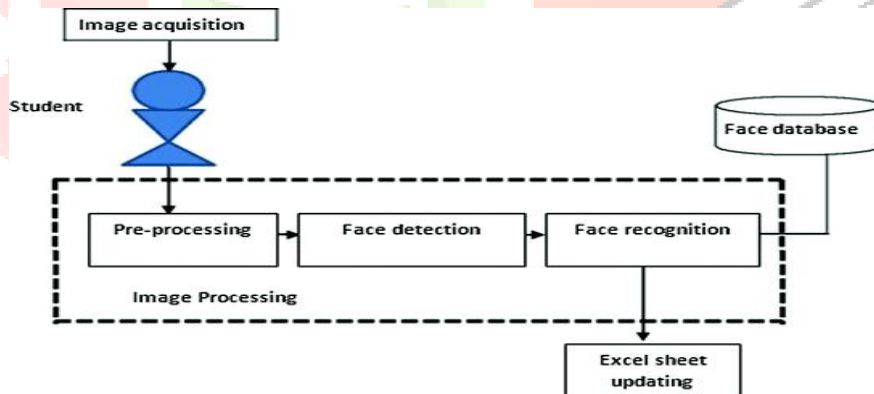 Image acquisition
Student
Face database
Pre-processing
Face detection
Face recognition
Image Processing
Excel sheet
updating